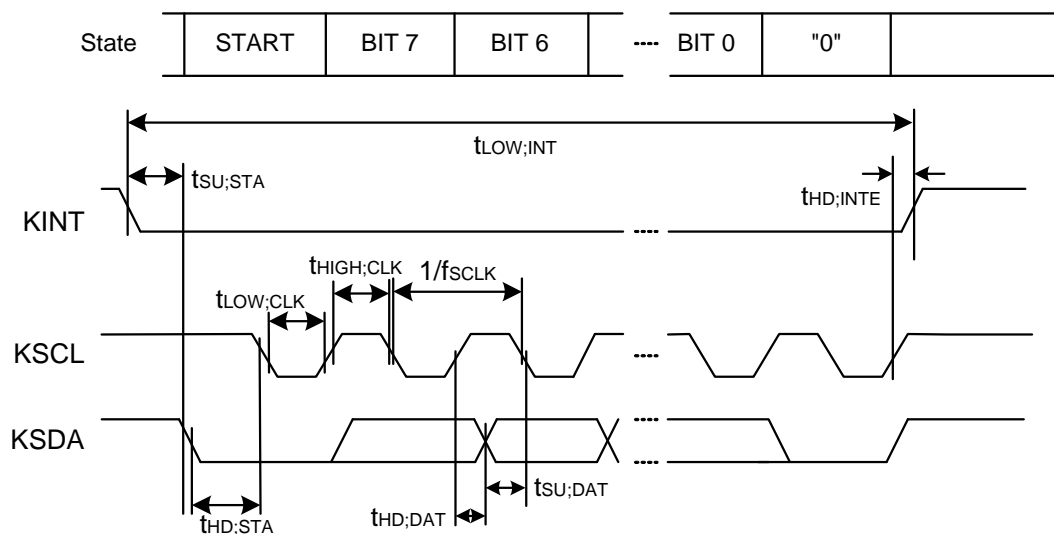 State START BIT 7 BIT 6 BIT 0 "0"
tLOW;INT
tSU;STA
tHD;INTE
KINT
tHIGH;CLK 1/fSCLK
tLOW;CLK
KSCL
KSDA
tSU;DAT
tHD;STA tHD;DAT